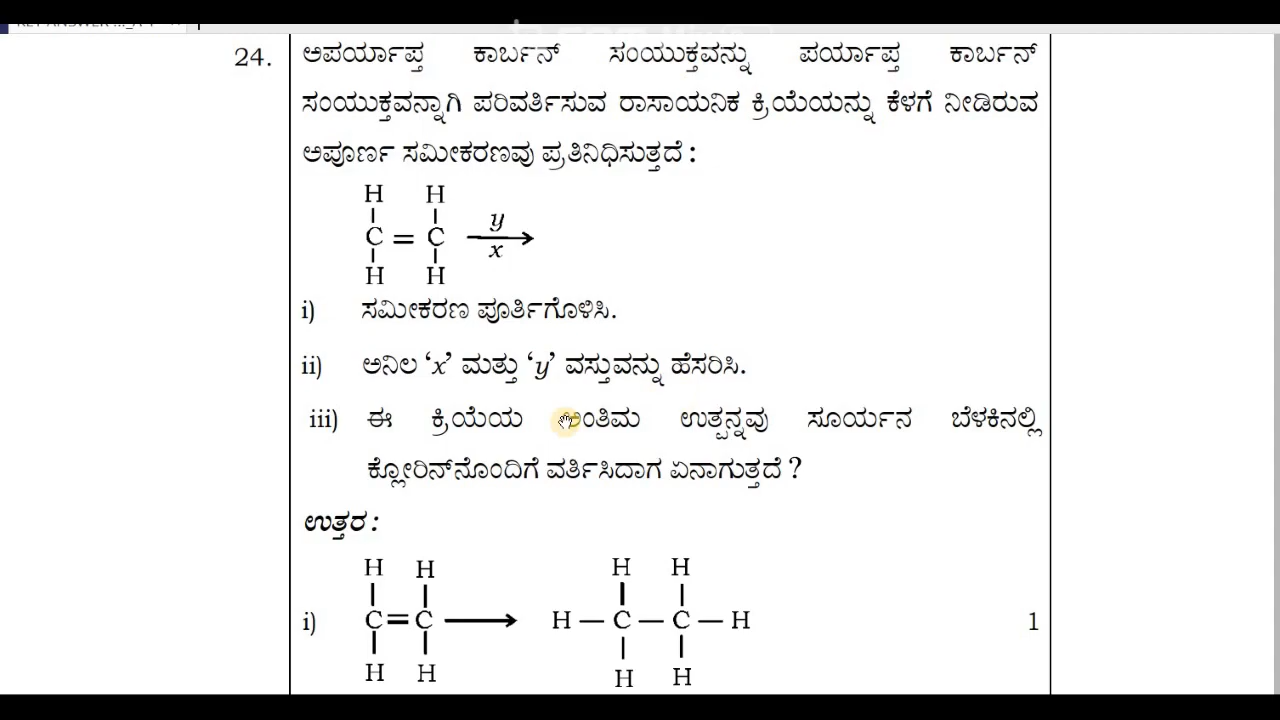 24. ಅಪರ್ಯಾಪ್ತ ಕಾರ್ಬನ್ ಸಂಯುಕ್ತವನ್ನು ಪರ್ಯಾಪ್ತ ಕಾರ್ಬನ್
ಸಂಯುಕ್ತವನ್ನಾಗಿ ಪರಿವರ್ತಿಸುವ ರಾಸಾಯನಿಕ ಕ್ರಿಯೆಯನ್ನು ಕೆಳಗೆ ನೀಡಿರುವ
ಅಪೂರ್ಣ ಸಮೀಕರಣವು ಪ್ರತಿನಿಧಿಸುತ್ತದೆ :
H H
y
C = C
x
H H
i) ಸಮೀಕರಣ ಪೂರ್ತಿಗೊಳಿಸಿ.
ii) ಅನಿಲ ‘x’ ಮತ್ತು ‘y’ ವಸ್ತುವನ್ನು ಹೆಸರಿಸಿ.
iii) ಈ ಕ್ರಿಯೆಯ ಅಂತಿಮ ಉತ್ಪನ್ನವು ಸೂರ್ಯನ ಬೆಳಕಿನಲ್ಲಿ
ಕ್ಲೋರಿನ್‌ನೊಂದಿಗೆ ವರ್ತಿಸಿದಾಗ ಏನಾಗುತ್ತದೆ ?
ಉತ್ತರ :
H H H H
i) C = C H — C — C — H 1
H H H H